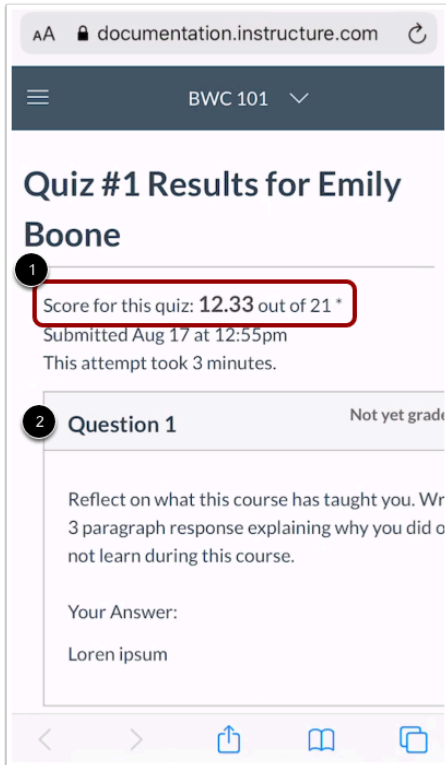 AA documentation.instructure.com
BWC 101
Quiz #1 Results for Emily
Boone
1
Score for this quiz: 12.33 out of 21 *
Submitted Aug 17 at 12:55pm
This attempt took 3 minutes.
2
Question 1
Not yet grade
Reflect on what this course has taught you. Wr
3 paragraph response explaining why you did o
not learn during this course.
Your Answer:
Loren ipsum